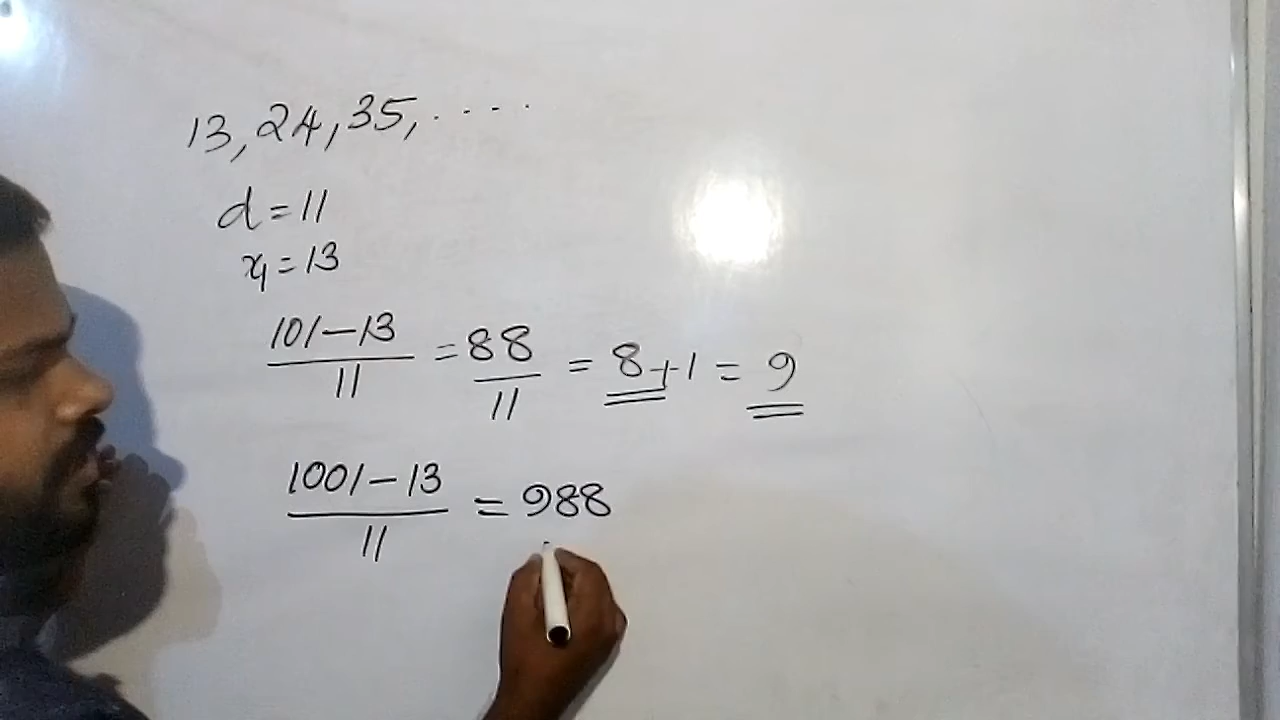 13, 24, 35, ....
d = 11
x₁ = 13
101 - 13 / 11 = 88 / 11 = 8 + 1 = 9
1001 - 13 / 11 = 988